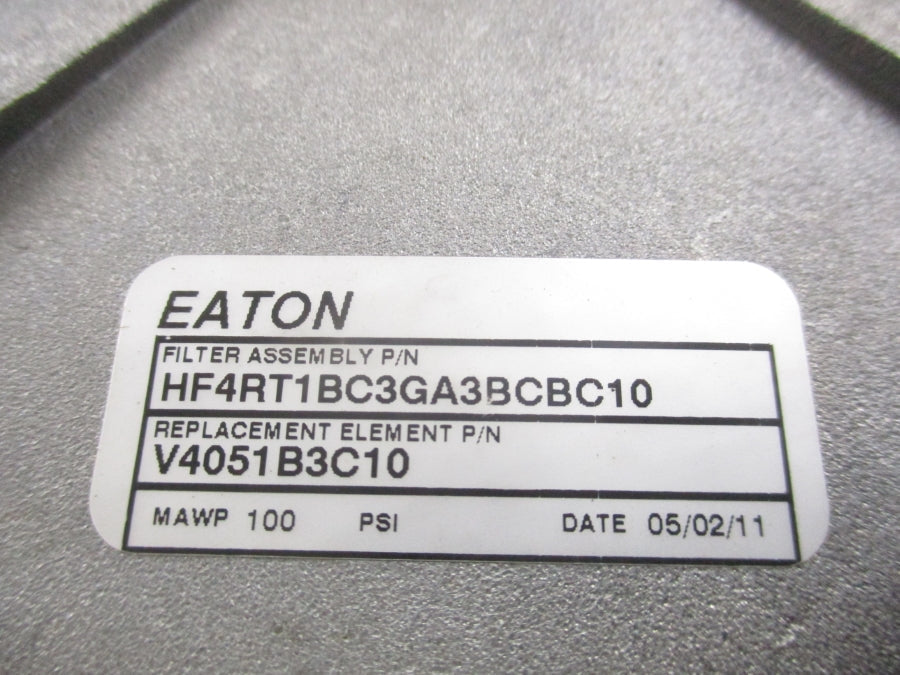 EATON
FILTER ASSEMBLY P/N
HF4RT1BC3GA3BCBC10
REPLACEMENT ELEMENT P/N
V4051B3C10
MAWP 100 PSI DATE 05/02/11